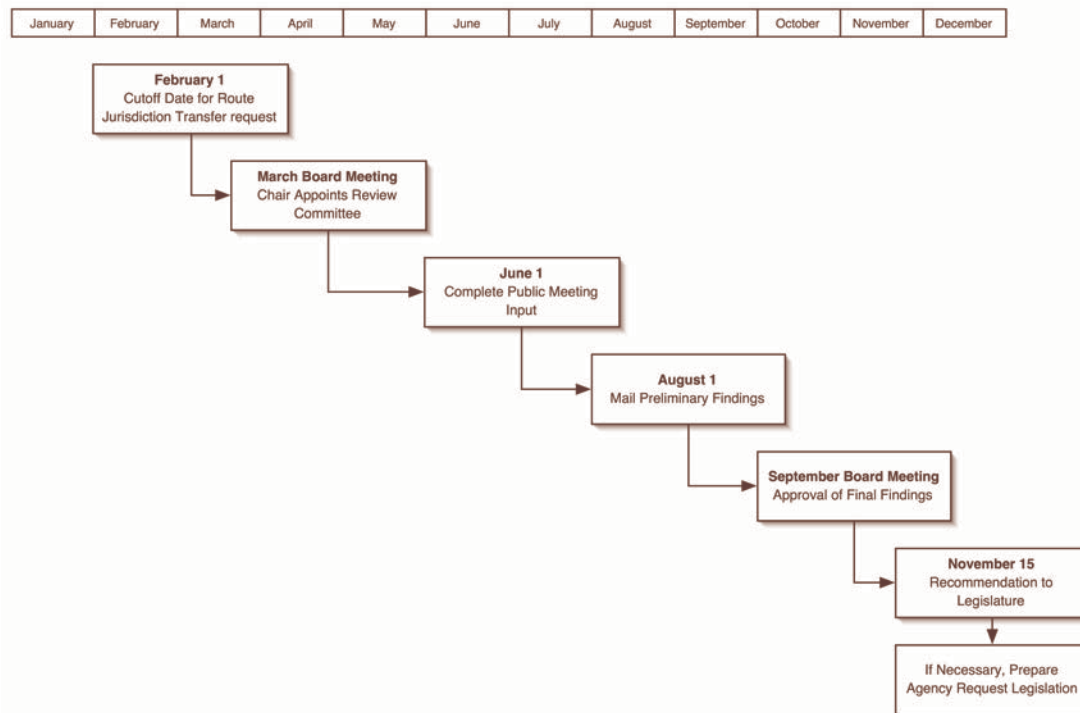 January February March April May June July August September October November December
February 1
Cutoff Date for Route
Jurisdiction Transfer request
March Board Meeting
Chair Appoints Review
Committee
June 1
Complete Public Meeting
Input
August 1
Mail Preliminary Findings
September Board Meeting
Approval of Final Findings
November 15
Recommendation to
Legislature
If Necessary, Prepare
Agency Request Legislation